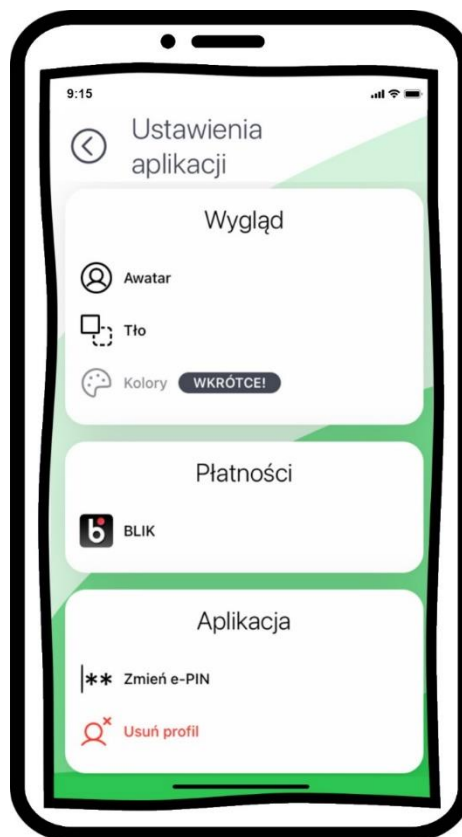 9:15
Ustawienia
aplikacji
Wygląd
Awatar
Tło
Kolory WKRÓTCE!
Płatności
b BLIK
Aplikacja
|** Zmień e-PIN
Usuń profil